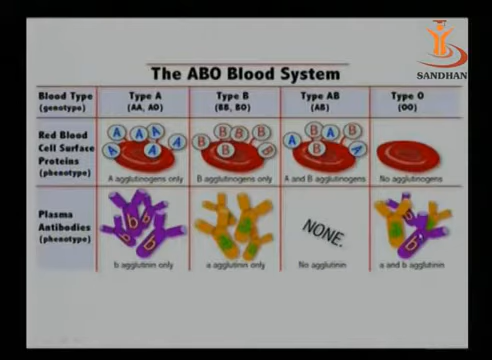 SANDHAN
The ABO Blood System
Blood Type
(genotype)
Type A
(AA, AO)
Type B
(BB, BO)
Type AB
(AB)
Type O
(OO)
Red Blood
Cell Surface
Proteins
(phenotype)
A A A A A A
A agglutinogens only
B B B B B B
B agglutinogens only
A B A B B A
A and B agglutinogens
No agglutinogens
Plasma
Antibodies
(phenotype)
b b b
b agglutinin only
a agglutinin only
NONE.
No agglutinin
a and b agglutinin